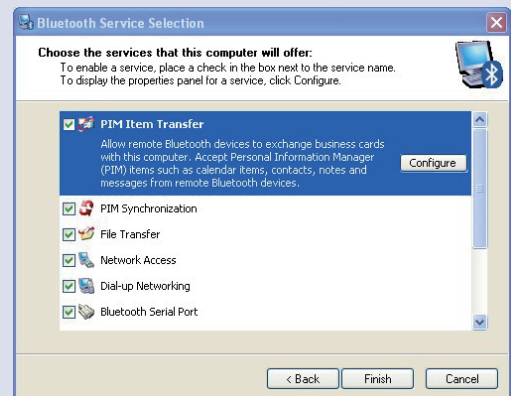 Bluetooth Service Selection
Choose the services that this computer will offer:
To enable a service, place a check in the box next to the service name.
To display the properties panel for a service, click Configure.
PIM Item Transfer
Allow remote Bluetooth devices to exchange business cards
with this computer. Accept Personal Information Manager
(PIM) items such as calendar items, contacts, notes and
messages from remote Bluetooth devices.
Configure
PIM Synchronization
File Transfer
Network Access
Dial-up Networking
Bluetooth Serial Port
< Back
Finish
Cancel